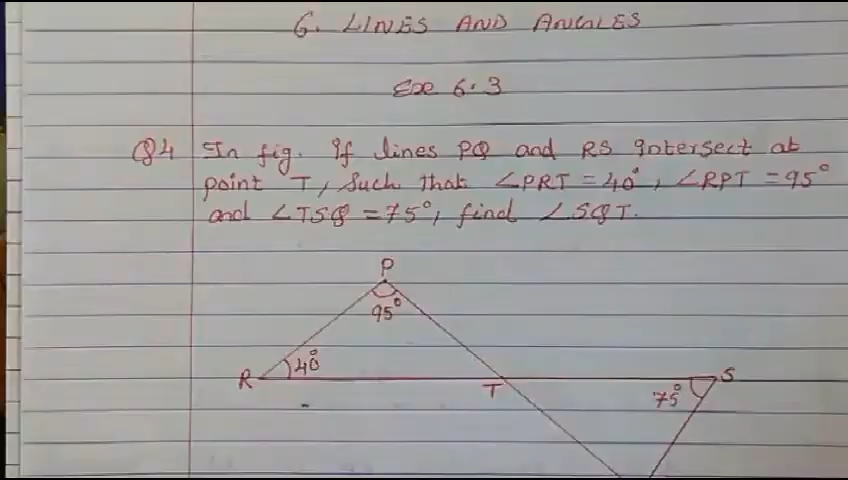 6. LINES AND ANGLES
Ex 6.3
Q4 In fig. If lines PQ and RS intersect at
point T, such that ∠PRT = 40°, ∠RPT = 95°
and ∠TSQ = 75°, find ∠SQT.
P
95°
R 40°
T
75° S